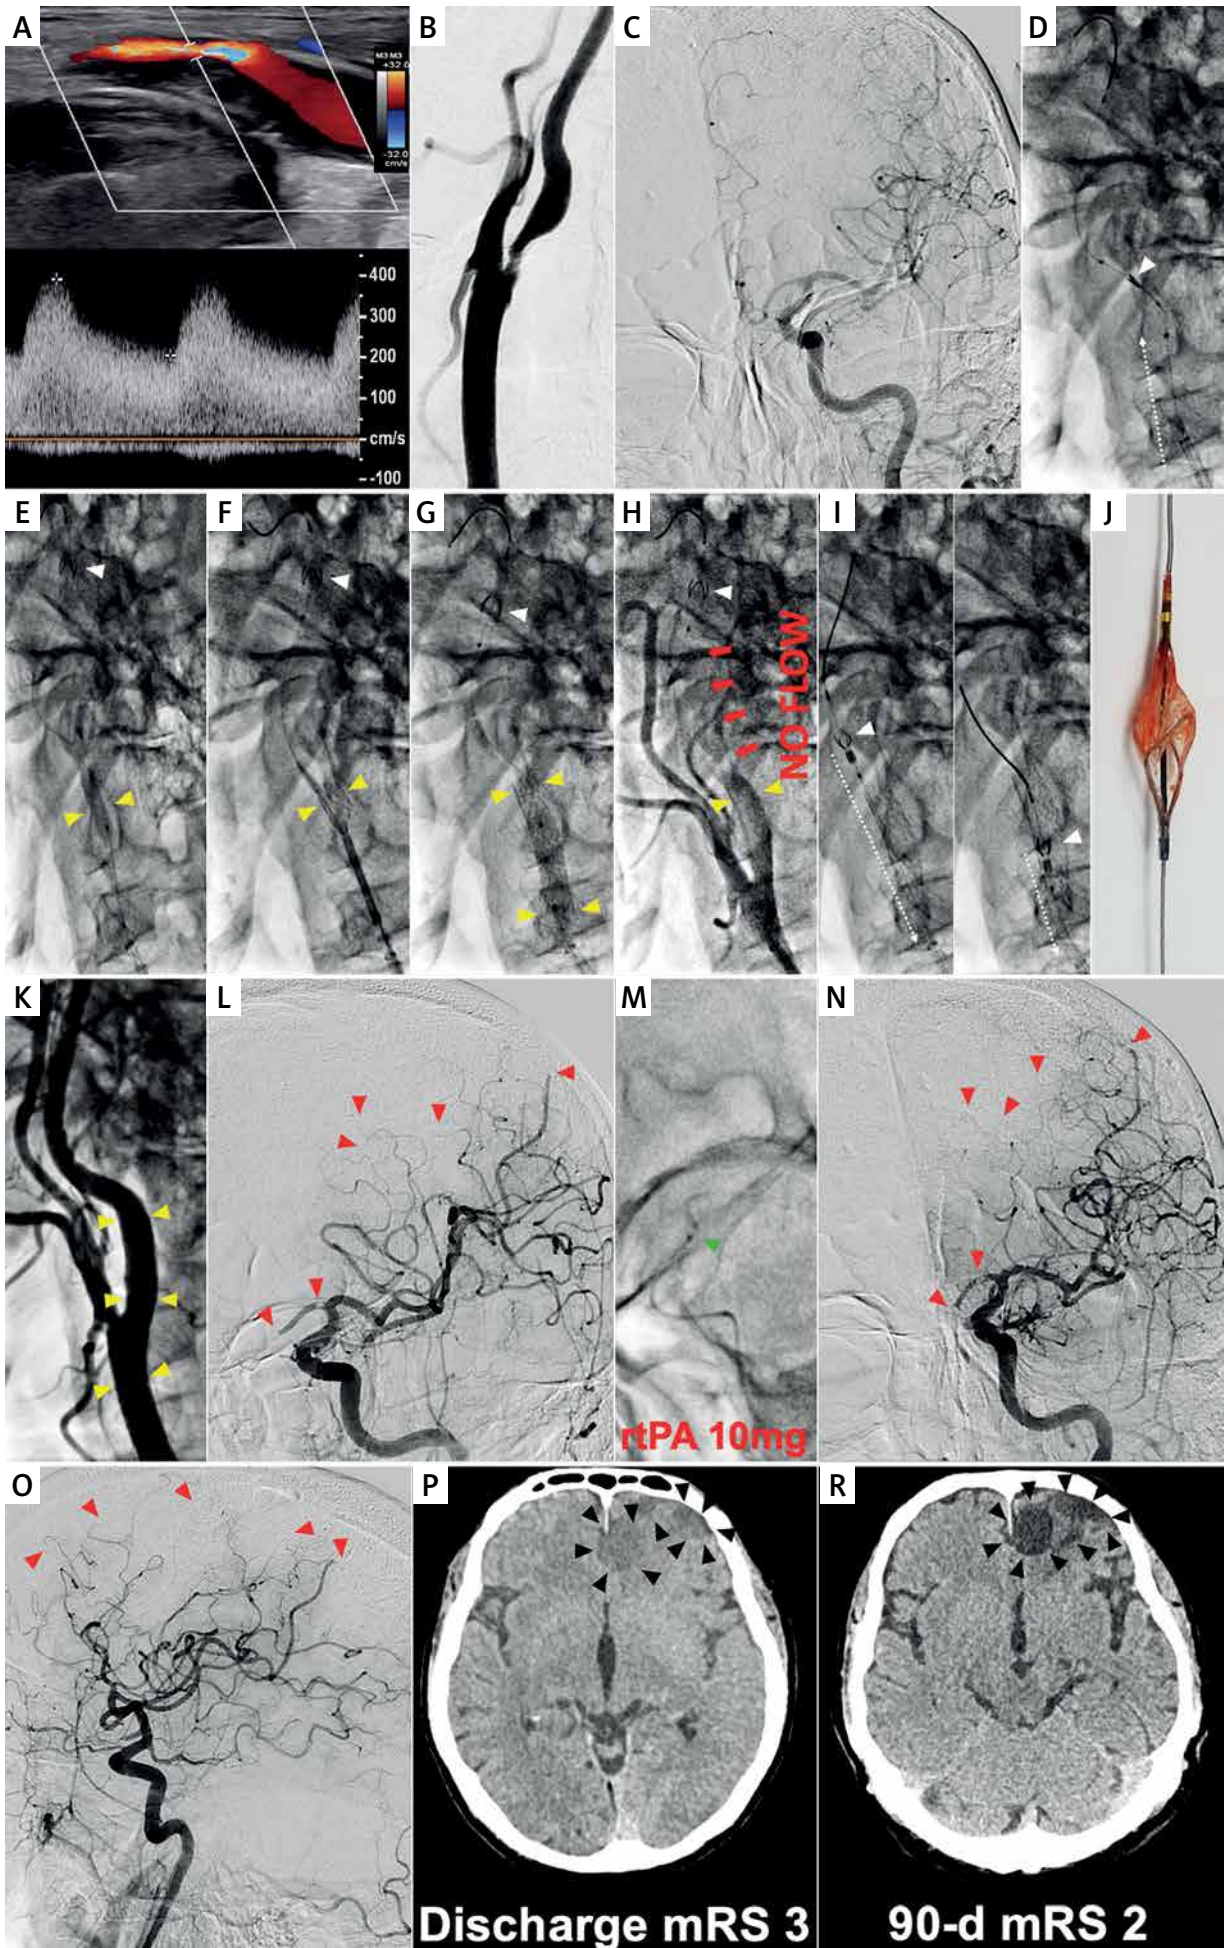 A
M3 M3
+32.0
-32.0
cm/s
400
300
200
100
cm/s
-100
B
C
D
E
F
G
H
NO FLOW
I
J
K
L
M
rtPA 10mg
N
O
P
Discharge mRS 3
R
90-d mRS 2